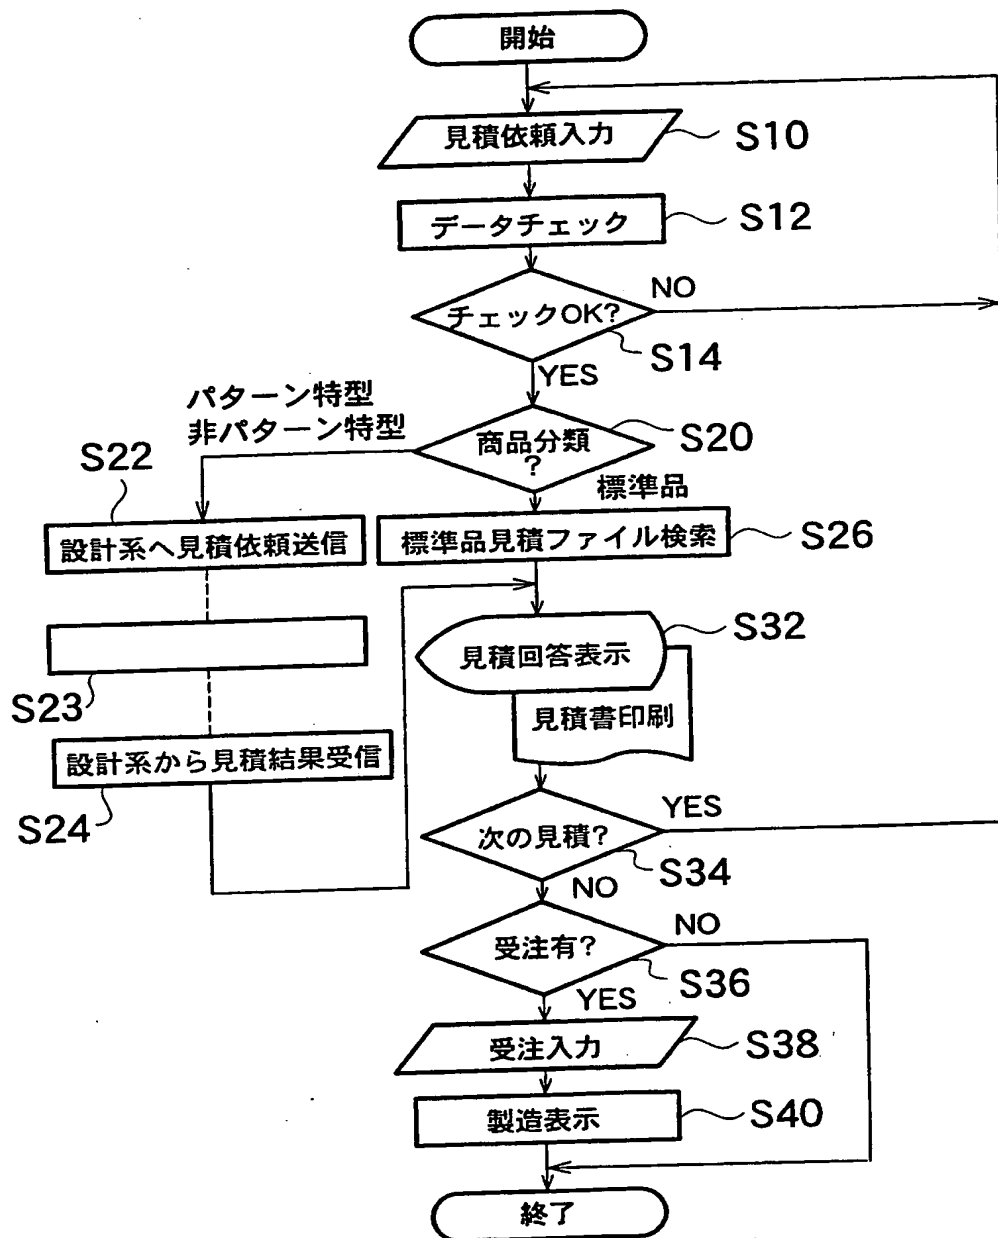 開始
見積依頼入力
S10
データチェック
S12
チェックOK?
NO
S14
YES
パターン特型
非パターン特型
商品分類
?
S20
標準品
S22
設計系へ見積依頼送信
標準品見積ファイル検索
S26
S23
設計系から見積結果受信
S24
見積回答表示
S32
見積書印刷
次の見積?
YES
S34
NO
受注有?
NO
S36
YES
受注入力
S38
製造表示
S40
終了